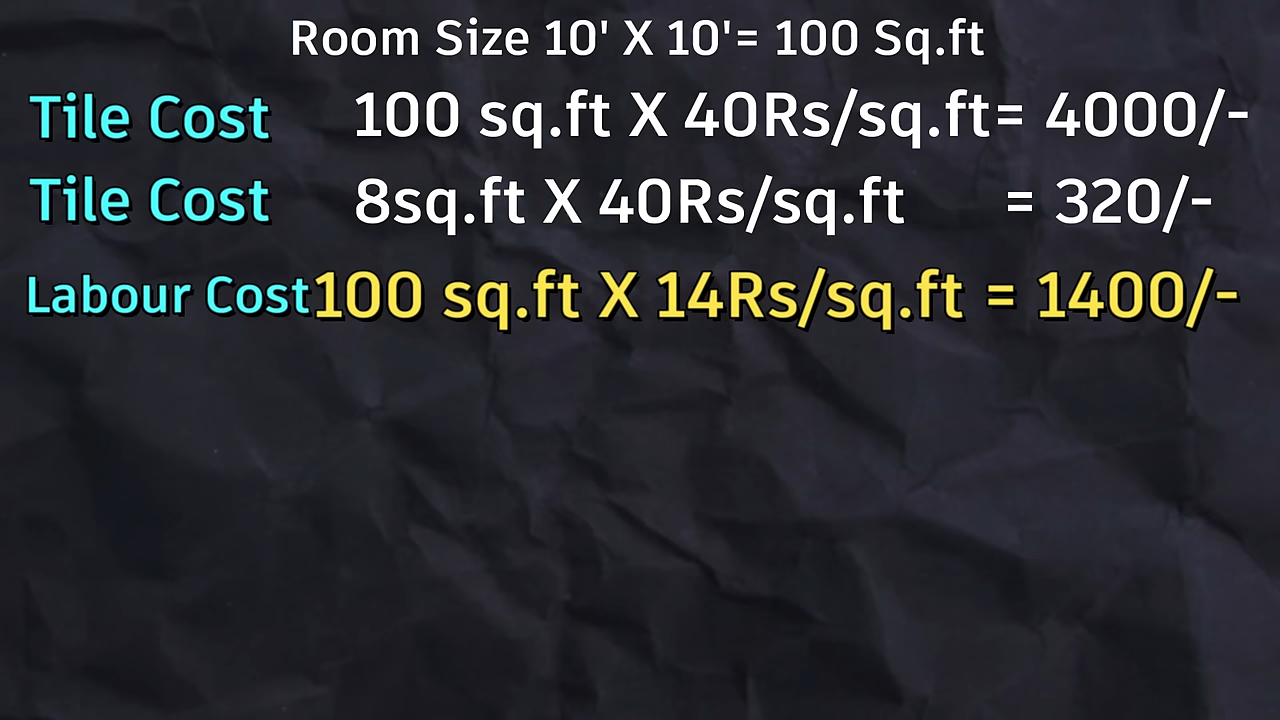 Room Size 10' X 10'= 100 Sq.ft
Tile Cost 100 sq.ft X 40Rs/sq.ft= 4000/-
Tile Cost 8sq.ft X 40Rs/sq.ft = 320/-
Labour Cost 100 sq.ft X 14Rs/sq.ft = 1400/-